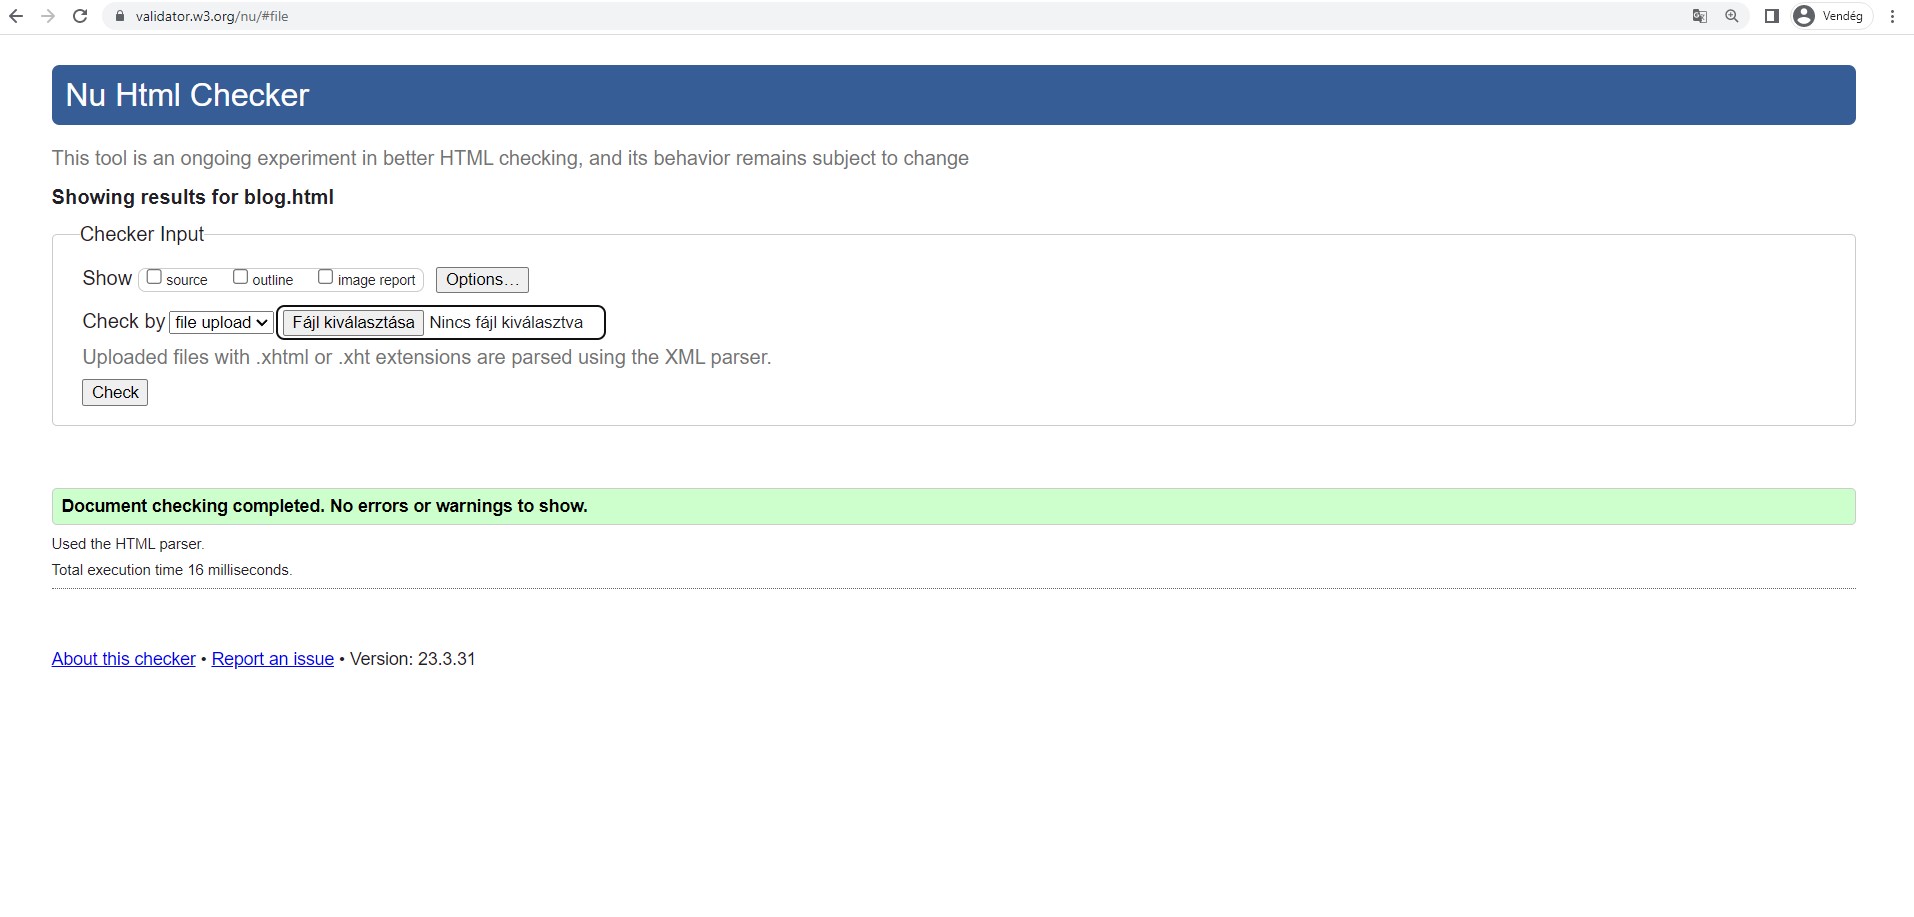 validator.w3.org/nu/#file
Vendég
Nu Html Checker
This tool is an ongoing experiment in better HTML checking, and its behavior remains subject to change
Showing results for blog.html
Checker Input
Show source outline image report Options...
Check by file upload Fájl kiválasztása Nincs fájl kiválasztva
Uploaded files with .xhtml or .xht extensions are parsed using the XML parser.
Check
Document checking completed. No errors or warnings to show.
Used the HTML parser.
Total execution time 16 milliseconds.
About this checker • Report an issue • Version: 23.3.31